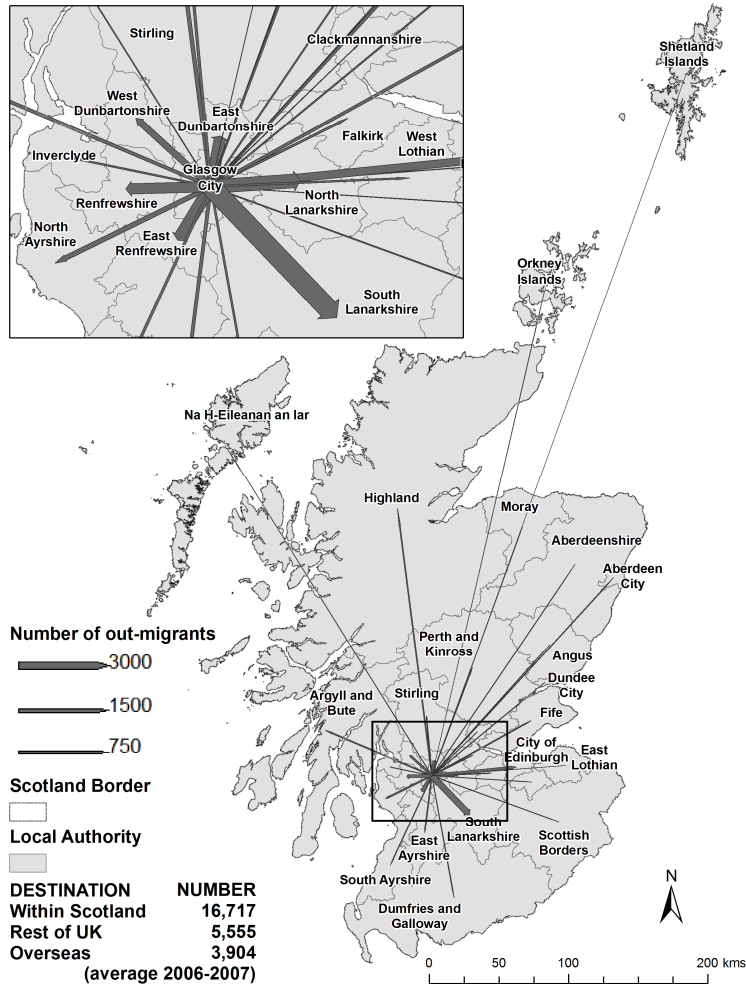 Stirling
Clackmannanshire
West
Dunbartonshire
East
Dunbartonshire
Falkirk
West
Lothian
Inverclyde
Glasgow
City
Renfrewshire
North
Lanarkshire
North
Ayrshire
East
Renfrewshire
South
Lanarkshire
Shetland
Islands
Orkney
Islands
Na H-Eileanan an Iar
Highland
Moray
Aberdeenshire
Aberdeen
City
Perth and
Kinross
Angus
Dundee
City
Stirling
Argyll and
Bute
Fife
City of
Edinburgh
East
Lothian
South
Lanarkshire
Scottish
Borders
East
Ayrshire
South Ayrshire
Dumfries and
Galloway
Number of out-migrants
3000
1500
750
Scotland Border
Local Authority
DESTINATION NUMBER
Within Scotland 16,717
Rest of UK 5,555
Overseas 3,904
(average 2006-2007)
N
0 50 100 200 kms